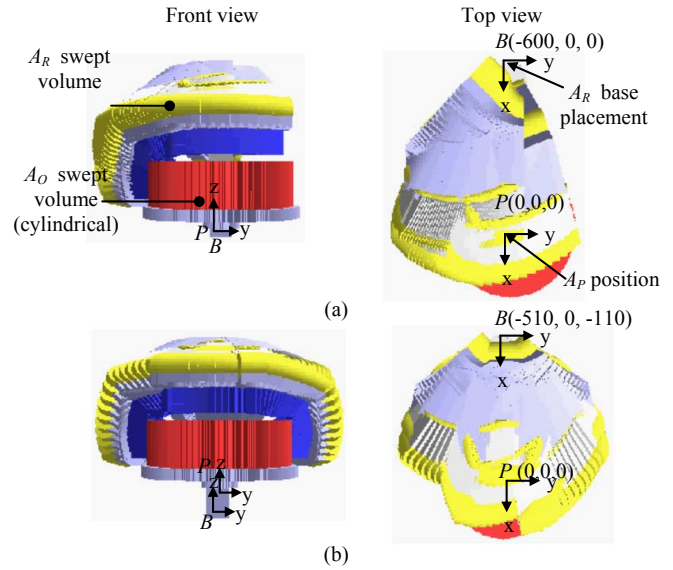 Front view
Top view
A_R swept
volume
A_O swept
volume
(cylindrical)
z
P
B
y
B(-600, 0, 0)
y
x
A_R base
placement
P(0,0,0)
y
x
A_P position
(a)
P
z
z
y
B
y
B(-510, 0, -110)
y
x
P (0,0,0)
y
x
(b)